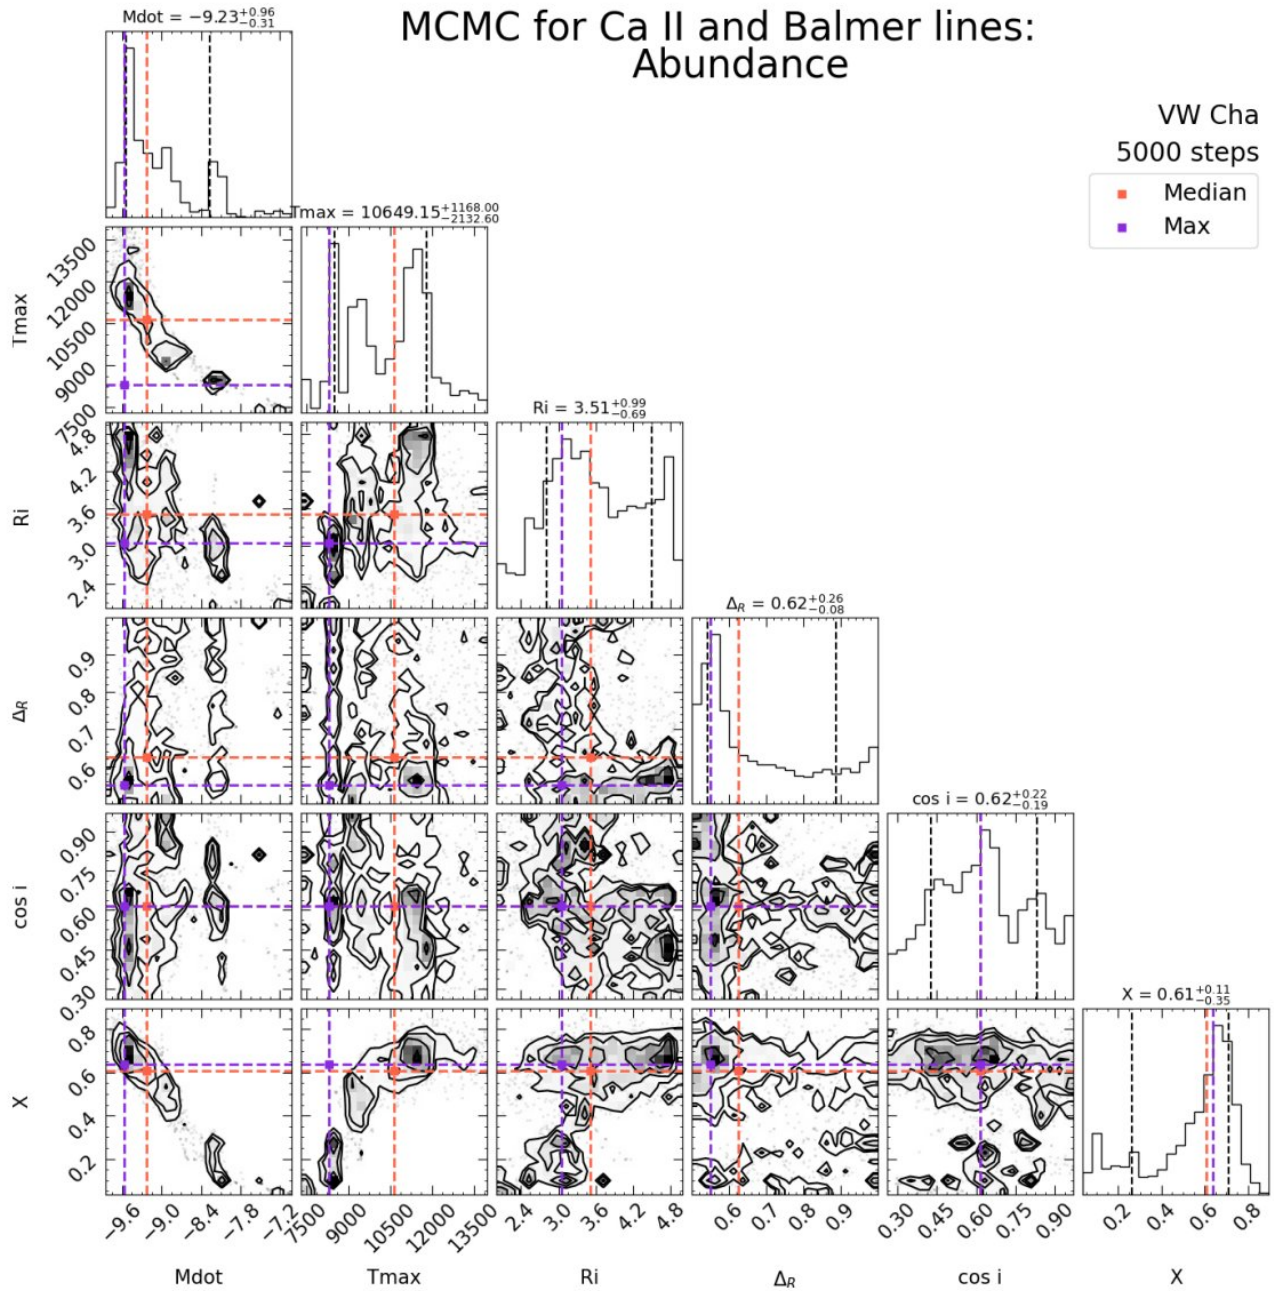 MCMC for Ca II and Balmer lines:
Abundance
VW Cha
5000 steps
Median
Max
Mdot = −9.23+0.96−0.31
Tmax = 10649.15+1168.00−2132.60
Ri = 3.51+0.99−0.69
ΔR = 0.62+0.26−0.08
cos i = 0.62+0.22−0.19
X = 0.61+0.11−0.35
Tmax
13500
12000
10500
9000
7500
Ri
4.8
4.2
3.6
3.0
2.4
ΔR
0.9
0.8
0.7
0.6
cos i
0.90
0.75
0.60
0.45
0.30
X
0.8
0.6
0.4
0.2
−9.6 −9.0 −8.4 −7.8 −7.2
7500 9000 10500 12000 13500
2.4 3.0 3.6 4.2 4.8
0.6 0.7 0.8 0.9
0.30 0.45 0.60 0.75 0.90
0.2 0.4 0.6 0.8
Mdot Tmax Ri ΔR cos i X